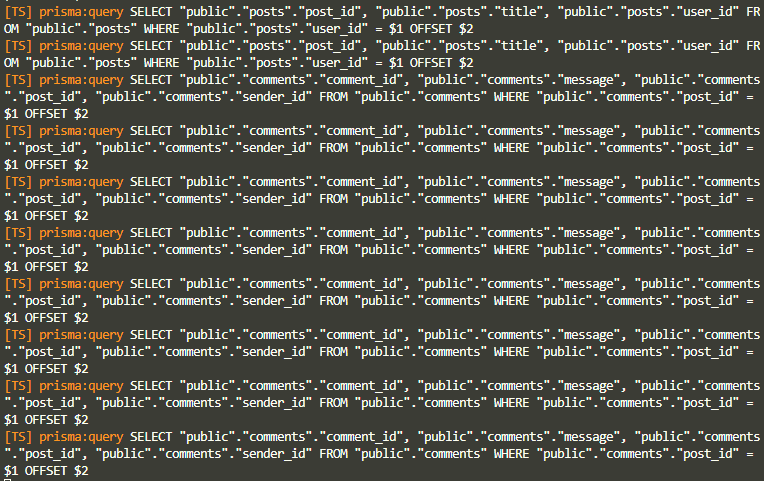 [TS] prisma:query SELECT "public"."posts"."post_id", "public"."posts"."title", "public"."posts"."user_id" FR
OM "public"."posts" WHERE "public"."posts"."user_id" = $1 OFFSET $2
[TS] prisma:query SELECT "public"."posts"."post_id", "public"."posts"."title", "public"."posts"."user_id" FR
OM "public"."posts" WHERE "public"."posts"."user_id" = $1 OFFSET $2
[TS] prisma:query SELECT "public"."comments"."comment_id", "public"."comments"."message", "public"."comments
"."post_id", "public"."comments"."sender_id" FROM "public"."comments" WHERE "public"."comments"."post_id" =
$1 OFFSET $2
[TS] prisma:query SELECT "public"."comments"."comment_id", "public"."comments"."message", "public"."comments
"."post_id", "public"."comments"."sender_id" FROM "public"."comments" WHERE "public"."comments"."post_id" =
$1 OFFSET $2
[TS] prisma:query SELECT "public"."comments"."comment_id", "public"."comments"."message", "public"."comments
"."post_id", "public"."comments"."sender_id" FROM "public"."comments" WHERE "public"."comments"."post_id" =
$1 OFFSET $2
[TS] prisma:query SELECT "public"."comments"."comment_id", "public"."comments"."message", "public"."comments
"."post_id", "public"."comments"."sender_id" FROM "public"."comments" WHERE "public"."comments"."post_id" =
$1 OFFSET $2
[TS] prisma:query SELECT "public"."comments"."comment_id", "public"."comments"."message", "public"."comments
"."post_id", "public"."comments"."sender_id" FROM "public"."comments" WHERE "public"."comments"."post_id" =
$1 OFFSET $2
[TS] prisma:query SELECT "public"."comments"."comment_id", "public"."comments"."message", "public"."comments
"."post_id", "public"."comments"."sender_id" FROM "public"."comments" WHERE "public"."comments"."post_id" =
$1 OFFSET $2
[TS] prisma:query SELECT "public"."comments"."comment_id", "public"."comments"."message", "public"."comments
"."post_id", "public"."comments"."sender_id" FROM "public"."comments" WHERE "public"."comments"."post_id" =
$1 OFFSET $2
[TS] prisma:query SELECT "public"."comments"."comment_id", "public"."comments"."message", "public"."comments
"."post_id", "public"."comments"."sender_id" FROM "public"."comments" WHERE "public"."comments"."post_id" =
$1 OFFSET $2